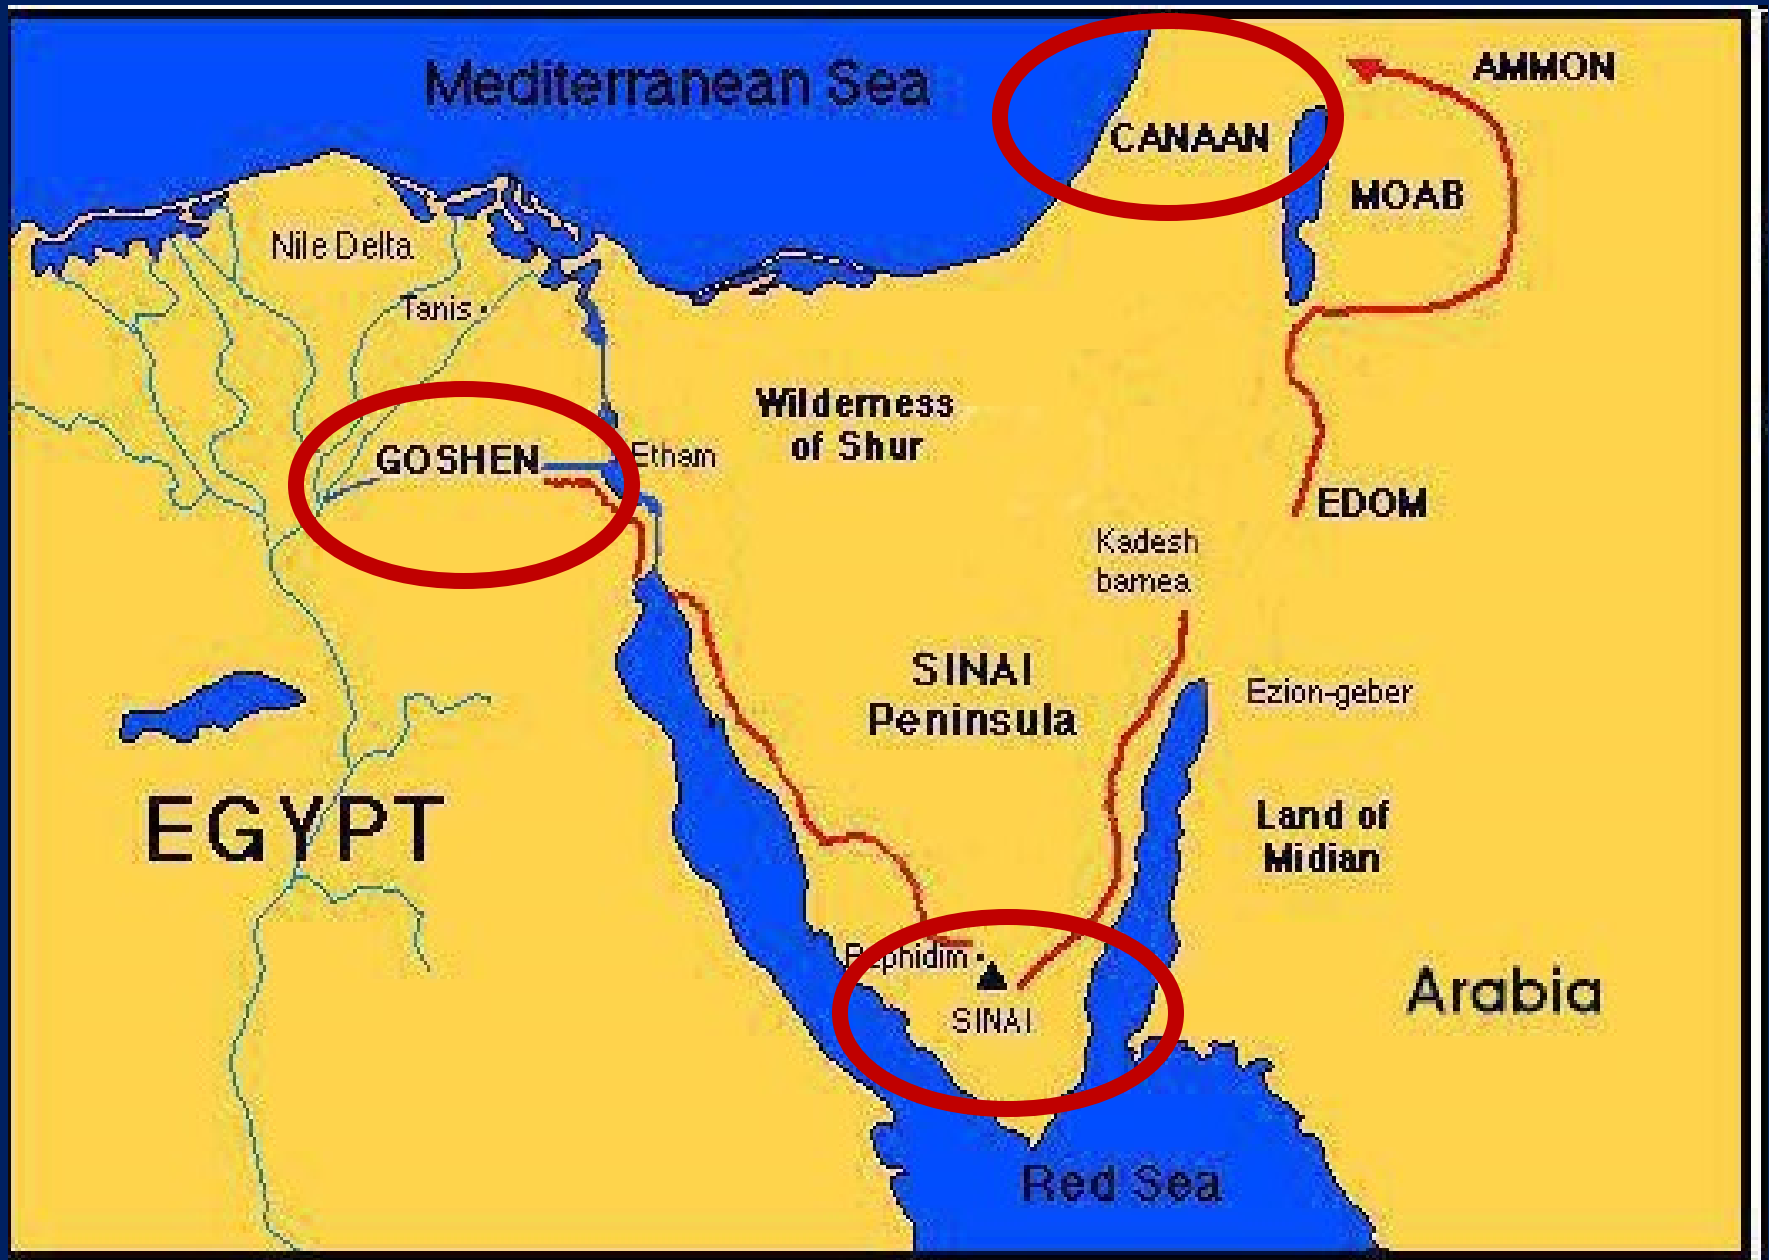 Mediterranean Sea
AMMON
CANAAN
MOAB
Nile Delta
Tanis
Wilderness
of Shur
GOSHEN
Etham
EDOM
Kadesh
barnea
SINAI
Peninsula
Ezion-geber
EGYPT
Land of
Midian
Rephidim
SINAI
Arabia
Red Sea